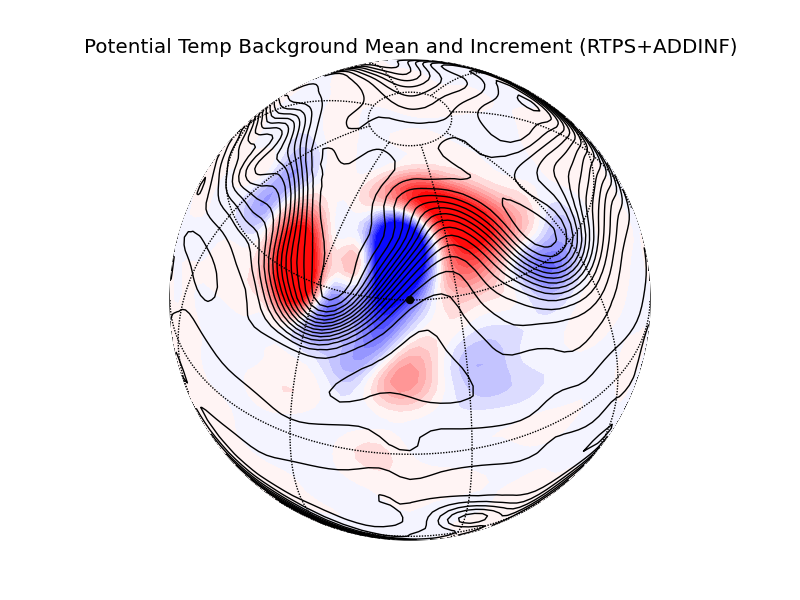 Potential Temp Background Mean and Increment (RTPS+ADDINF)